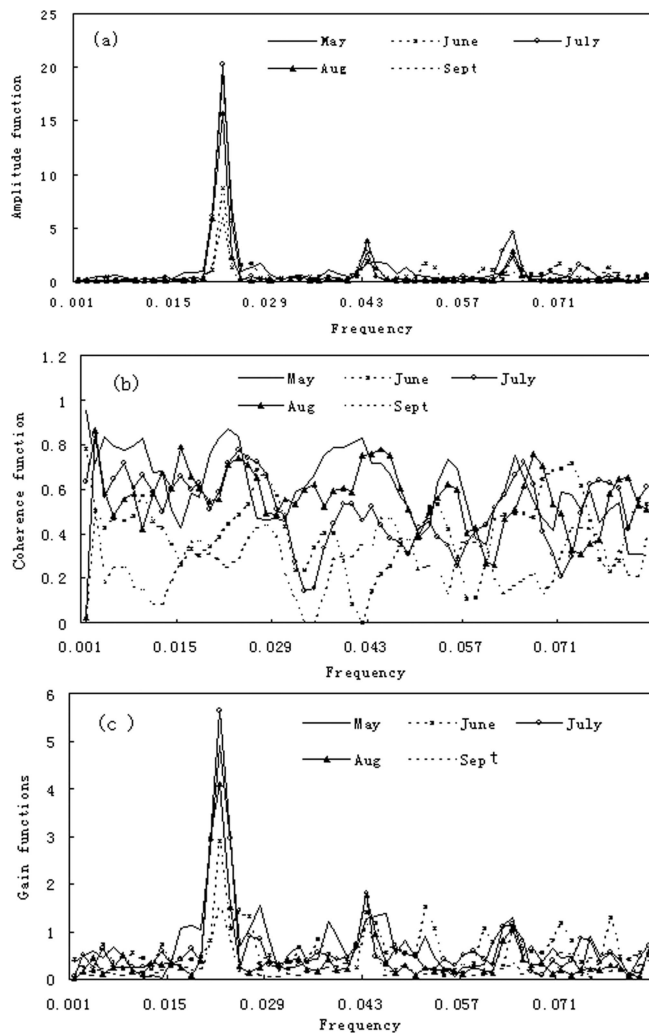 (a)
May June July
Aug Sept
Amplitude function
25
20
15
10
5
0
0.001 0.015 0.029 0.043 0.057 0.071
Frequency
(b)
May June July
Aug Sept
Coherence function
1.2
1
0.8
0.6
0.4
0.2
0
0.001 0.015 0.029 0.043 0.057 0.071
Frequency
(c )
May June July
Aug Sept
Gain functions
6
5
4
3
2
1
0
0.001 0.015 0.029 0.043 0.057 0.071
Frequency